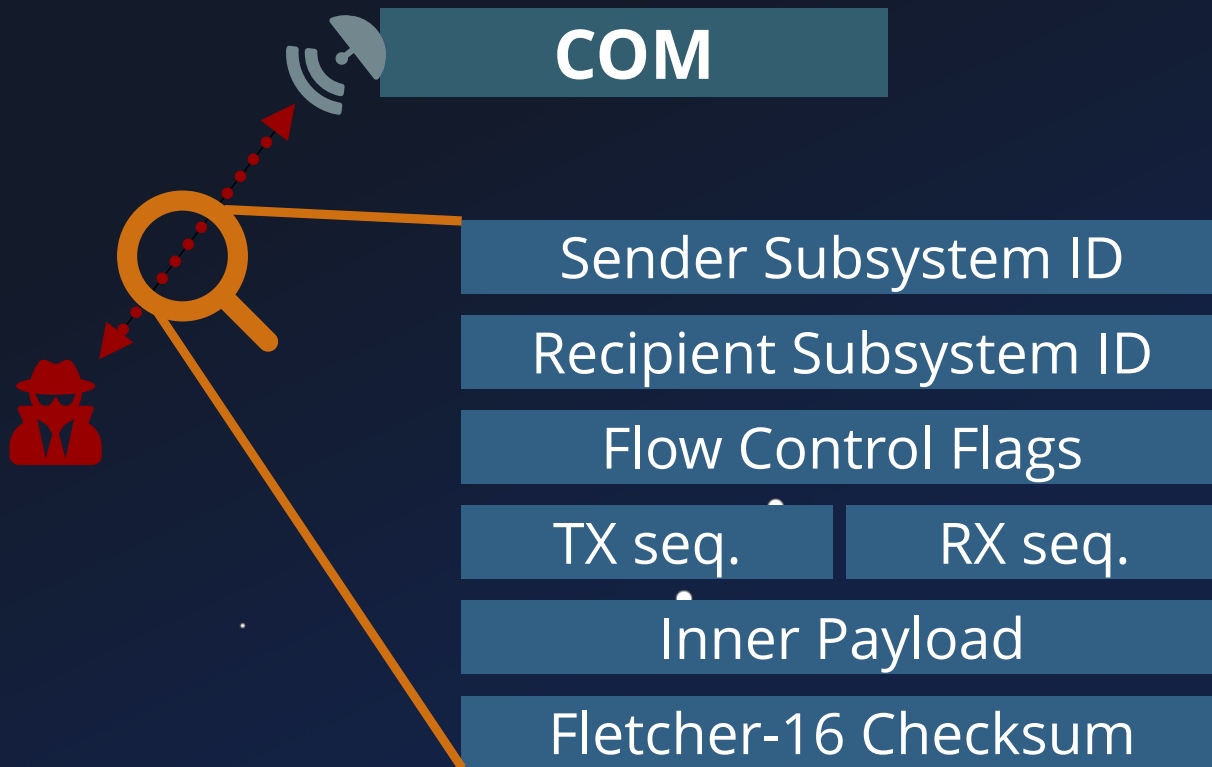 COM
Sender Subsystem ID
Recipient Subsystem ID
Flow Control Flags
TX seq. RX seq.
Inner Payload
Fletcher-16 Checksum